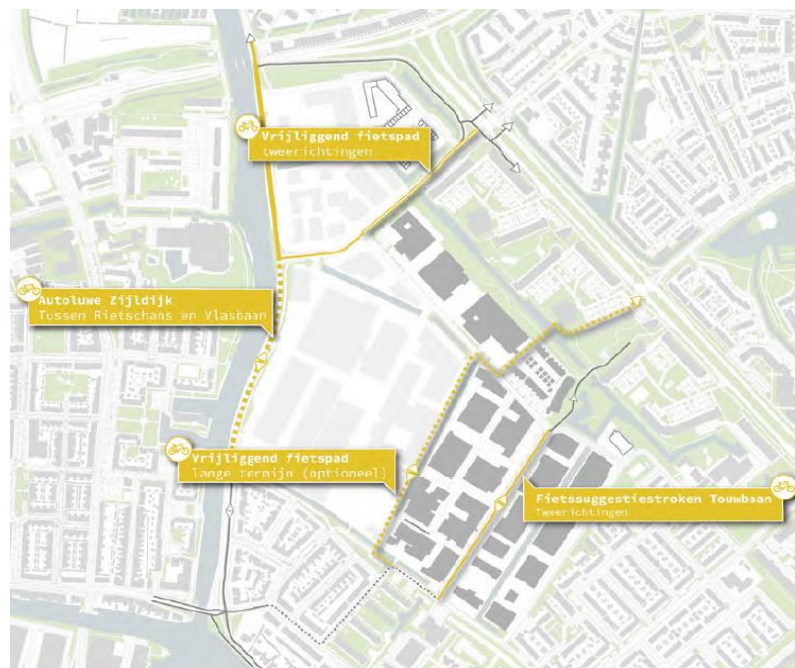 Vrijliggend fietspad
tweerichtingen
Autoluwe Zijldijk
Tussen Rietschans en Vlasbaan
Vrijliggend fietspad
lange termijn (optioneel)
Fietssuggestiestroken Touwbaan
Tweerichtingen